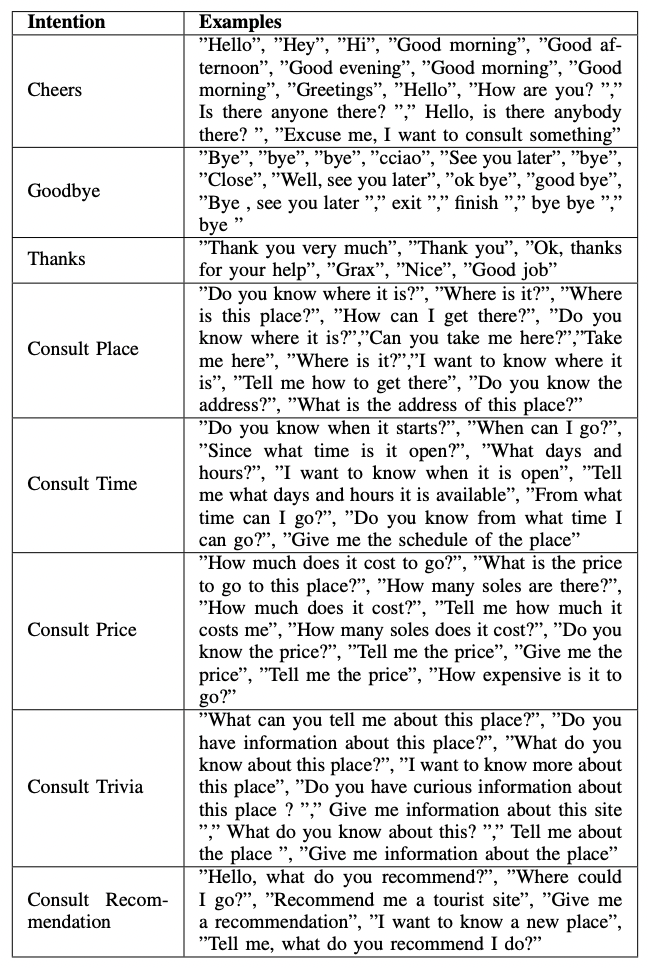 Intention Examples
Cheers
”Hello”, ”Hey”, ”Hi”, ”Good morning”, ”Good af-
ternoon”, ”Good evening”, ”Good morning”, ”Good
morning”, ”Greetings”, ”Hello”, ”How are you? ”,”
Is there anyone there? ”,” Hello, is there anybody
there? ”, ”Excuse me, I want to consult something”
Goodbye
”Bye”, ”bye”, ”bye”, ”cciao”, ”See you later”, ”bye”,
”Close”, ”Well, see you later”, ”ok bye”, ”good bye”,
”Bye , see you later ”,” exit ”,” finish ”,” bye bye ”,”
bye ”
Thanks
”Thank you very much”, ”Thank you”, ”Ok, thanks
for your help”, ”Grax”, ”Nice”, ”Good job”
Consult Place
”Do you know where it is?”, ”Where is it?”, ”Where
is this place?”, ”How can I get there?”, ”Do you
know where it is?”,”Can you take me here?”,”Take
me here”, ”Where is it?”,”I want to know where it
is”, ”Tell me how to get there”, ”Do you know the
address?”, ”What is the address of this place?”
Consult Time
”Do you know when it starts?”, ”When can I go?”,
”Since what time is it open?”, ”What days and
hours?”, ”I want to know when it is open”, ”Tell
me what days and hours it is available”, ”From what
time can I go?”, ”Do you know from what time I
can go?”, ”Give me the schedule of the place”
Consult Price
”How much does it cost to go?”, ”What is the price
to go to this place?”, ”How many soles are there?”,
”How much does it cost?”, ”Tell me how much it
costs me”, ”How many soles does it cost?”, ”Do you
know the price?”, ”Tell me the price”, ”Give me the
price”, ”Tell me the price”, ”How expensive is it to
go?”
Consult Trivia
”What can you tell me about this place?”, ”Do you
have information about this place?”, ”What do you
know about this place?”, ”I want to know more about
this place”, ”Do you have curious information about
this place ? ”,” Give me information about this site
”,” What do you know about this? ”,” Tell me about
the place ”, ”Give me information about the place”
Consult Recom-
mendation
”Hello, what do you recommend?”, ”Where could
I go?”, ”Recommend me a tourist site”, ”Give me
a recommendation”, ”I want to know a new place”,
”Tell me, what do you recommend I do?”